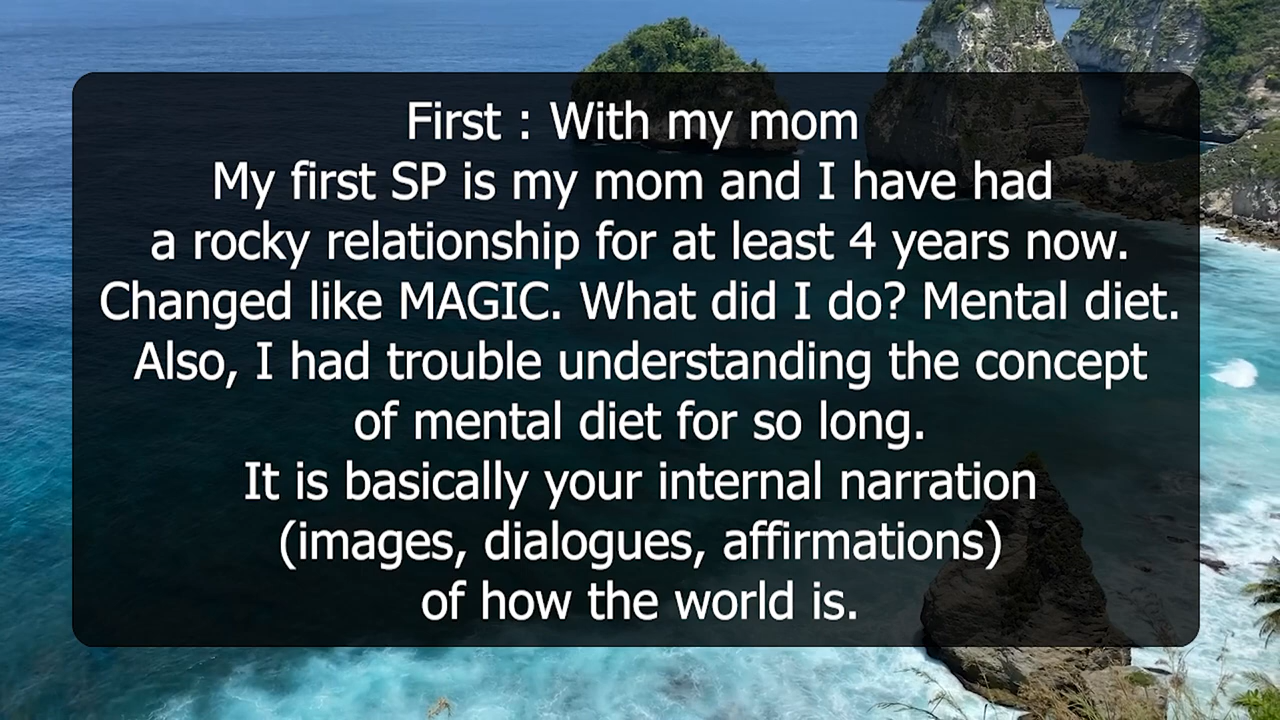 First : With my mom
My first SP is my mom and I have had
a rocky relationship for at least 4 years now.
Changed like MAGIC. What did I do? Mental diet.
Also, I had trouble understanding the concept
of mental diet for so long.
It is basically your internal narration
(images, dialogues, affirmations)
of how the world is.